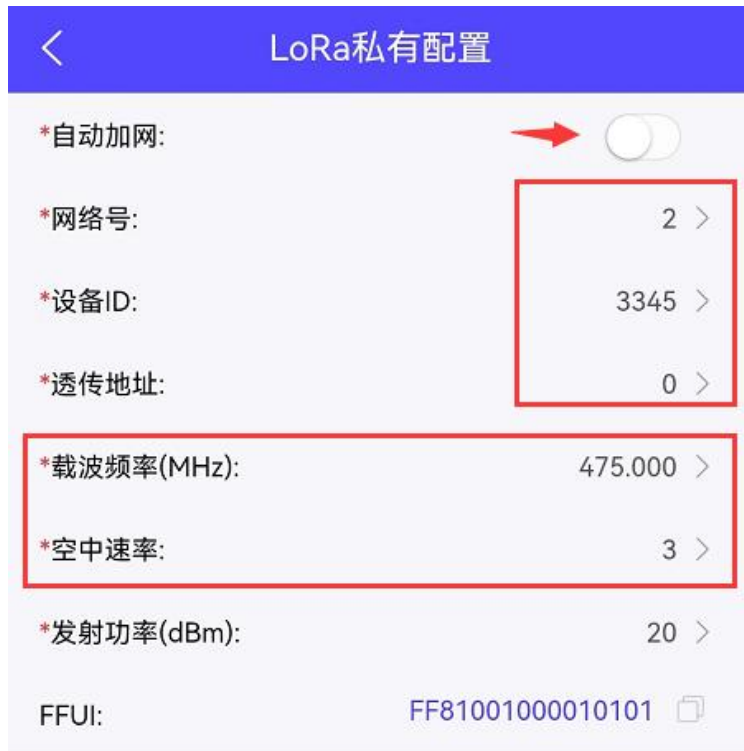 LoRa私有配置
*自动加网:
*网络号: 2
*设备ID: 3345
*透传地址: 0
*载波频率(MHz): 475.000
*空中速率: 3
*发射功率(dBm): 20
FFUI: FF81001000010101